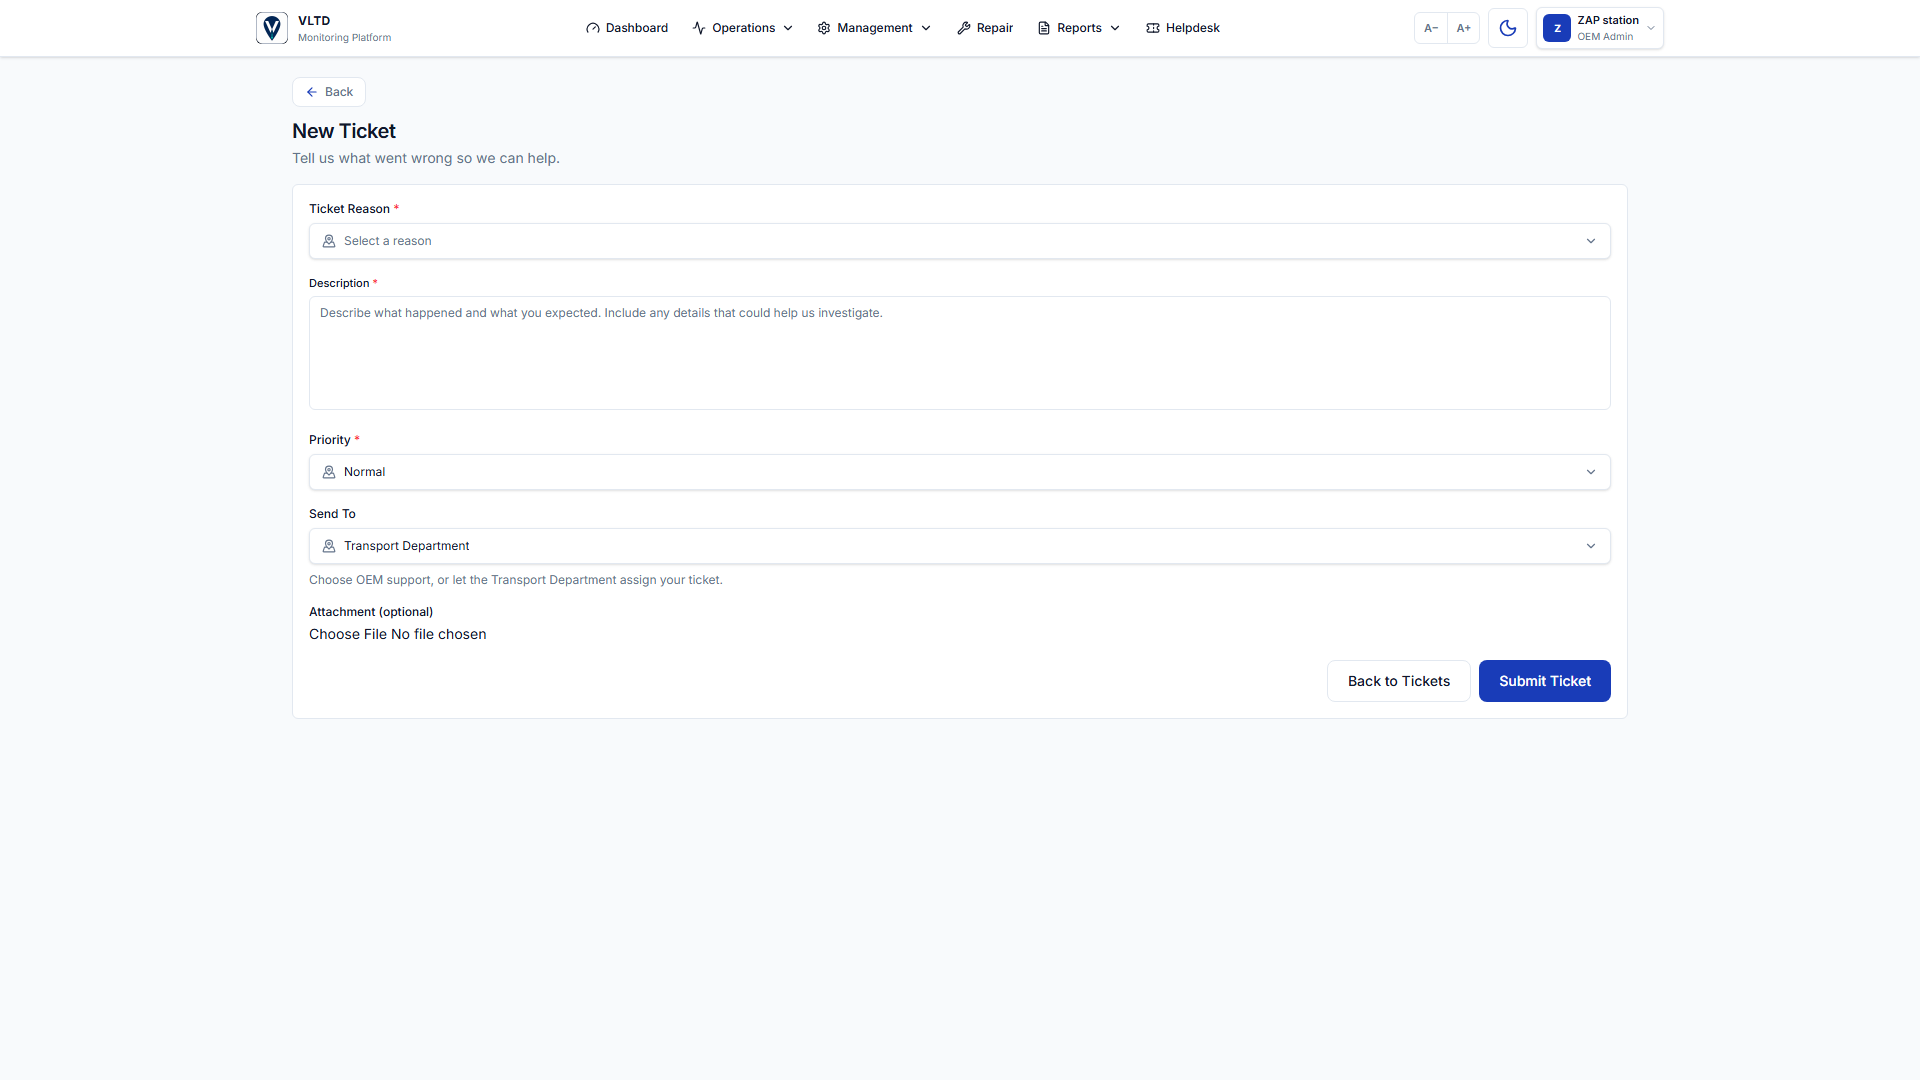 VLTD
Monitoring Platform
Dashboard
Operations
Management
Repair
Reports
Helpdesk
A−
A+
Z
ZAP station
OEM Admin
Back
New Ticket
Tell us what went wrong so we can help.
Ticket Reason *
Select a reason
Description *
Describe what happened and what you expected. Include any details that could help us investigate.
Priority *
Normal
Send To
Transport Department
Choose OEM support, or let the Transport Department assign your ticket.
Attachment (optional)
Choose File No file chosen
Back to Tickets
Submit Ticket